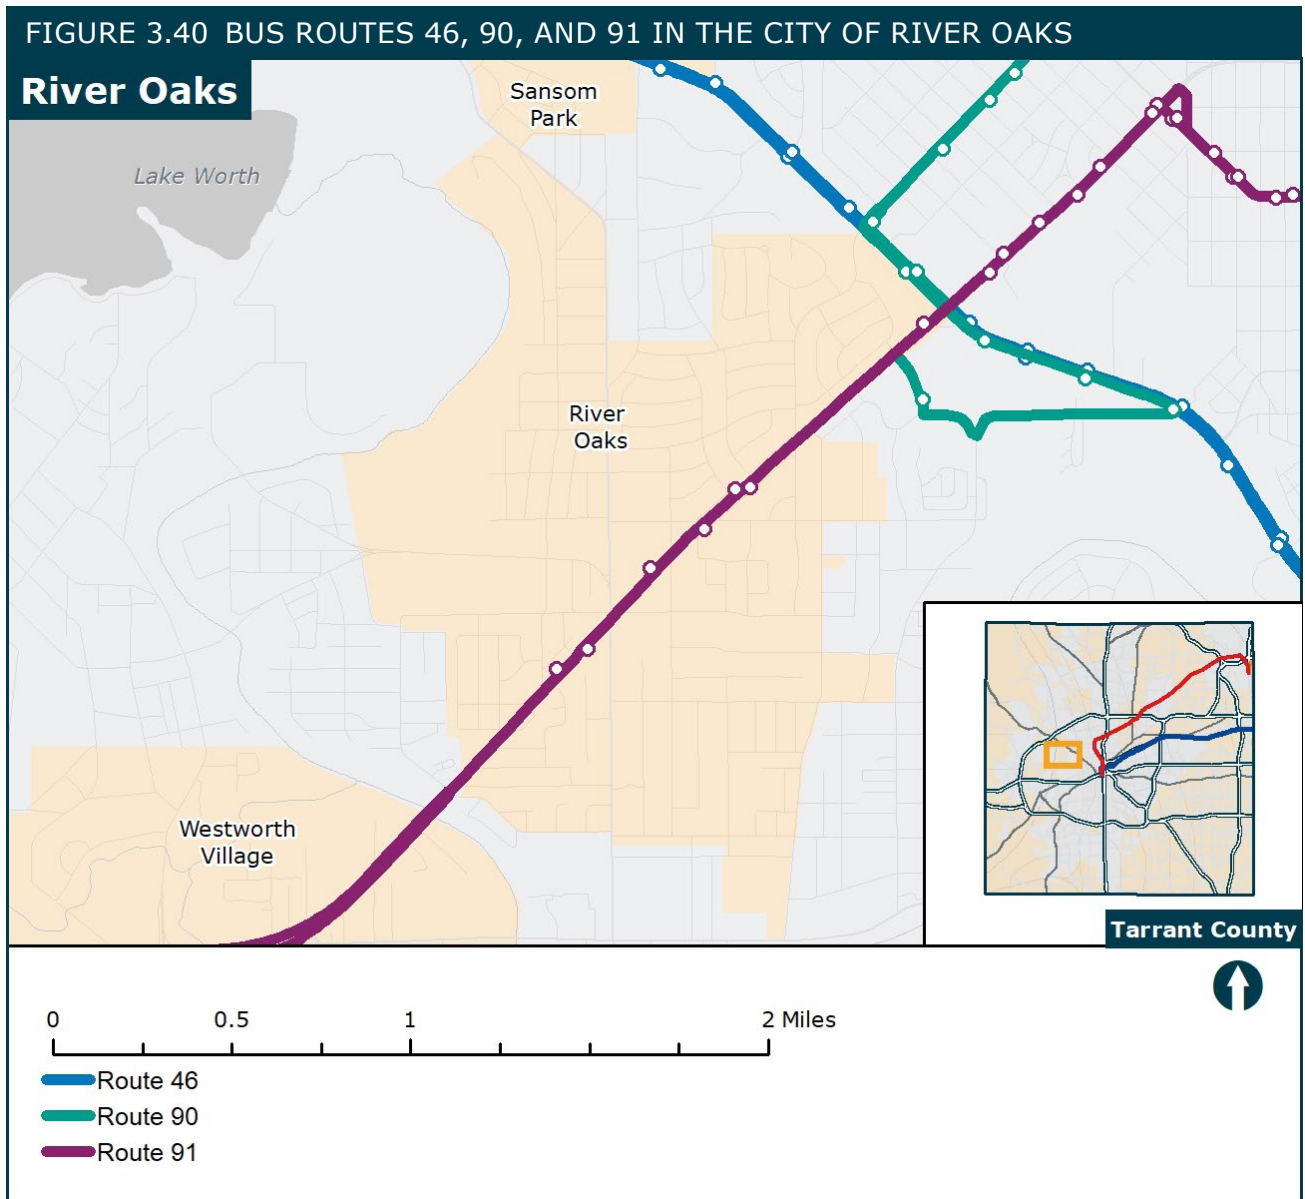 FIGURE 3.40 BUS ROUTES 46, 90, AND 91 IN THE CITY OF RIVER OAKS
River Oaks
Sansom
Park
Lake Worth
River
Oaks
Westworth
Village
Tarrant County
0 0.5 1 2 Miles
Route 46
Route 90
Route 91